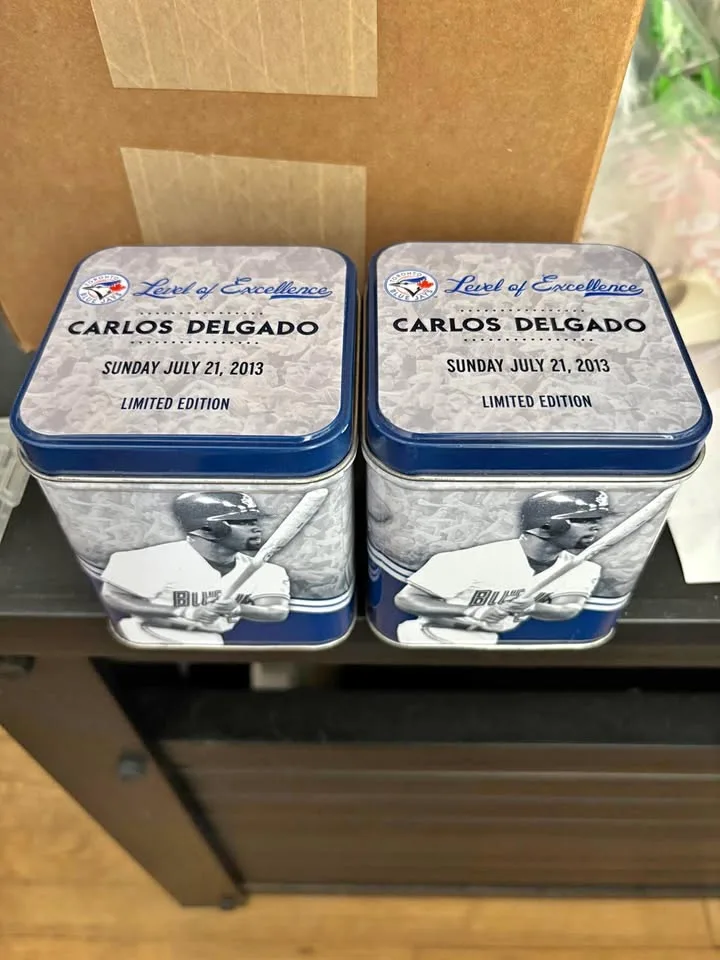 TORONTO
BLUE JAYS
Level of Excellence
CARLOS DELGADO
SUNDAY JULY 21, 2013
LIMITED EDITION
TORONTO
BLUE JAYS
Level of Excellence
CARLOS DELGADO
SUNDAY JULY 21, 2013
LIMITED EDITION